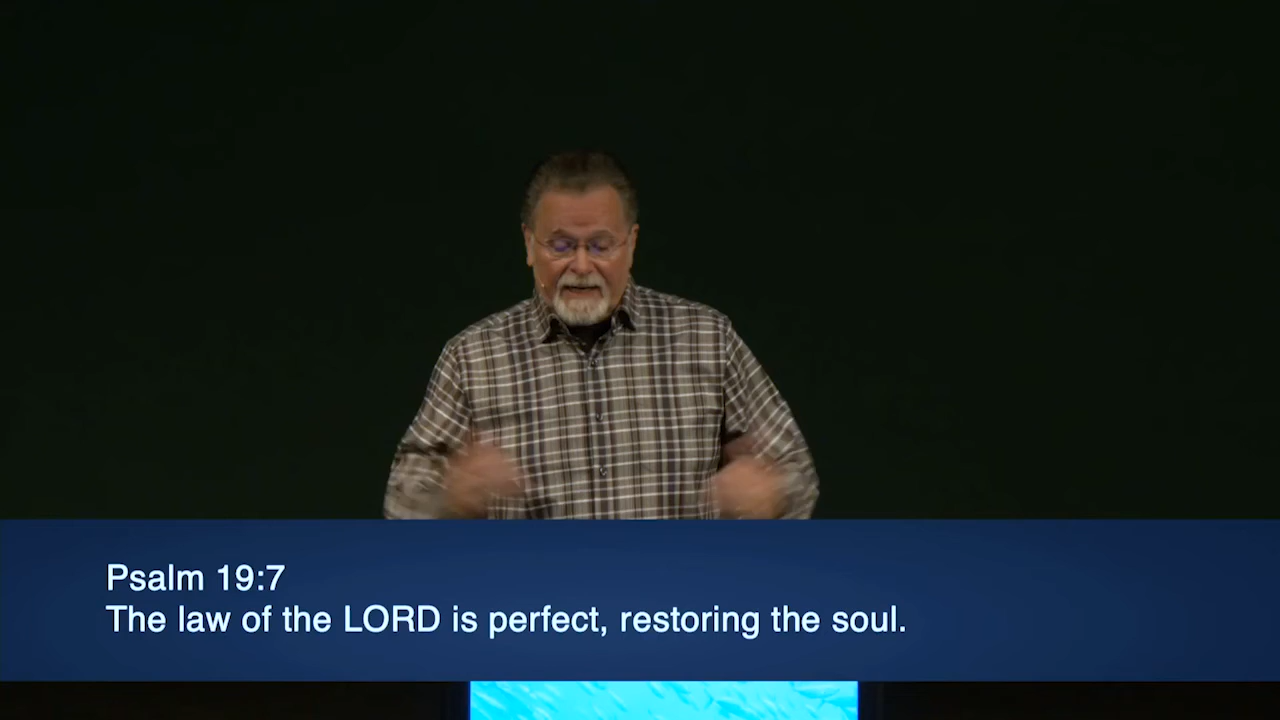 Psalm 19:7
The law of the LORD is perfect, restoring the soul.